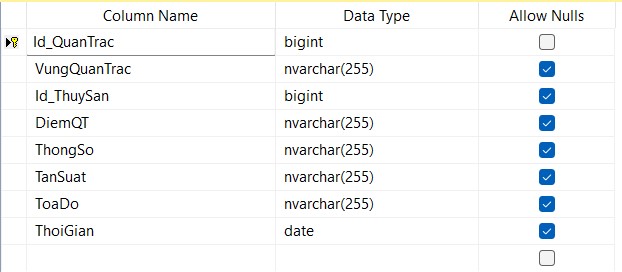 Column Name Data Type Allow Nulls
Id_QuanTrac bigint
VungQuanTrac nvarchar(255)
Id_ThuySan bigint
DiemQT nvarchar(255)
ThongSo nvarchar(255)
TanSuat nvarchar(255)
ToaDo nvarchar(255)
ThoiGian date